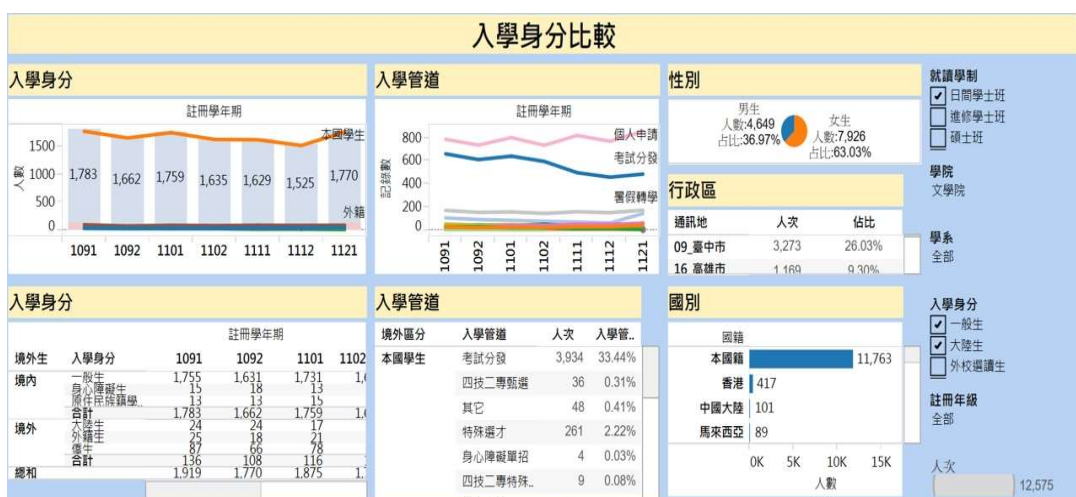 入學身分比較
入學身分
註冊學年期
本國學生
外籍
人數
1500
1000
500
0
1,783 1,662 1,759 1,635 1,629 1,525 1,770
1091 1092 1101 1102 1111 1112 1121
入學管道
註冊學年期
個人申請
考試分發
署假轉學
記錄數
800
600
400
200
0
1091 1092 1101 1102 1111 1112 1121
性別
男生
人數:4,649
占比:36.97%
女生
人數:7,926
占比:63.03%
行政區
通訊地 人次 佔比
09_臺中市 3,273 26.03%
16_高雄市 1,169 9.30%
就讀學制
日間學士班
進修學士班
碩士班
學院
文學院
學系
全部
入學身分
一般生
大陸生
外校選讀生
註冊年級
全部
人次
12,575
入學身分
註冊學年期
境外生 入學身分 1091 1092 1101 1102
境內 一般生 1,755 1,631 1,731
身心障礙生 15 18 13
原住民族籍學..  13 13 15
合計 1,783 1,662 1,759
境外 大陸生 24 24 17
外籍生 25 18 21
僑生 87 66 78
合計 136 108 116
總和 1,919 1,770 1,875
入學管道
境外區分 入學管道 人次 入學管..
本國學生 考試分發 3,934 33.44%
四技二專甄選 36 0.31%
其它 48 0.41%
特殊選才 261 2.22%
身心障礙單招 4 0.03%
四技二專特殊.. 9 0.08%
國別
國籍
本國籍 11,763
香港 417
中國大陸 101
馬來西亞 89
0K 5K 10K 15K
人數